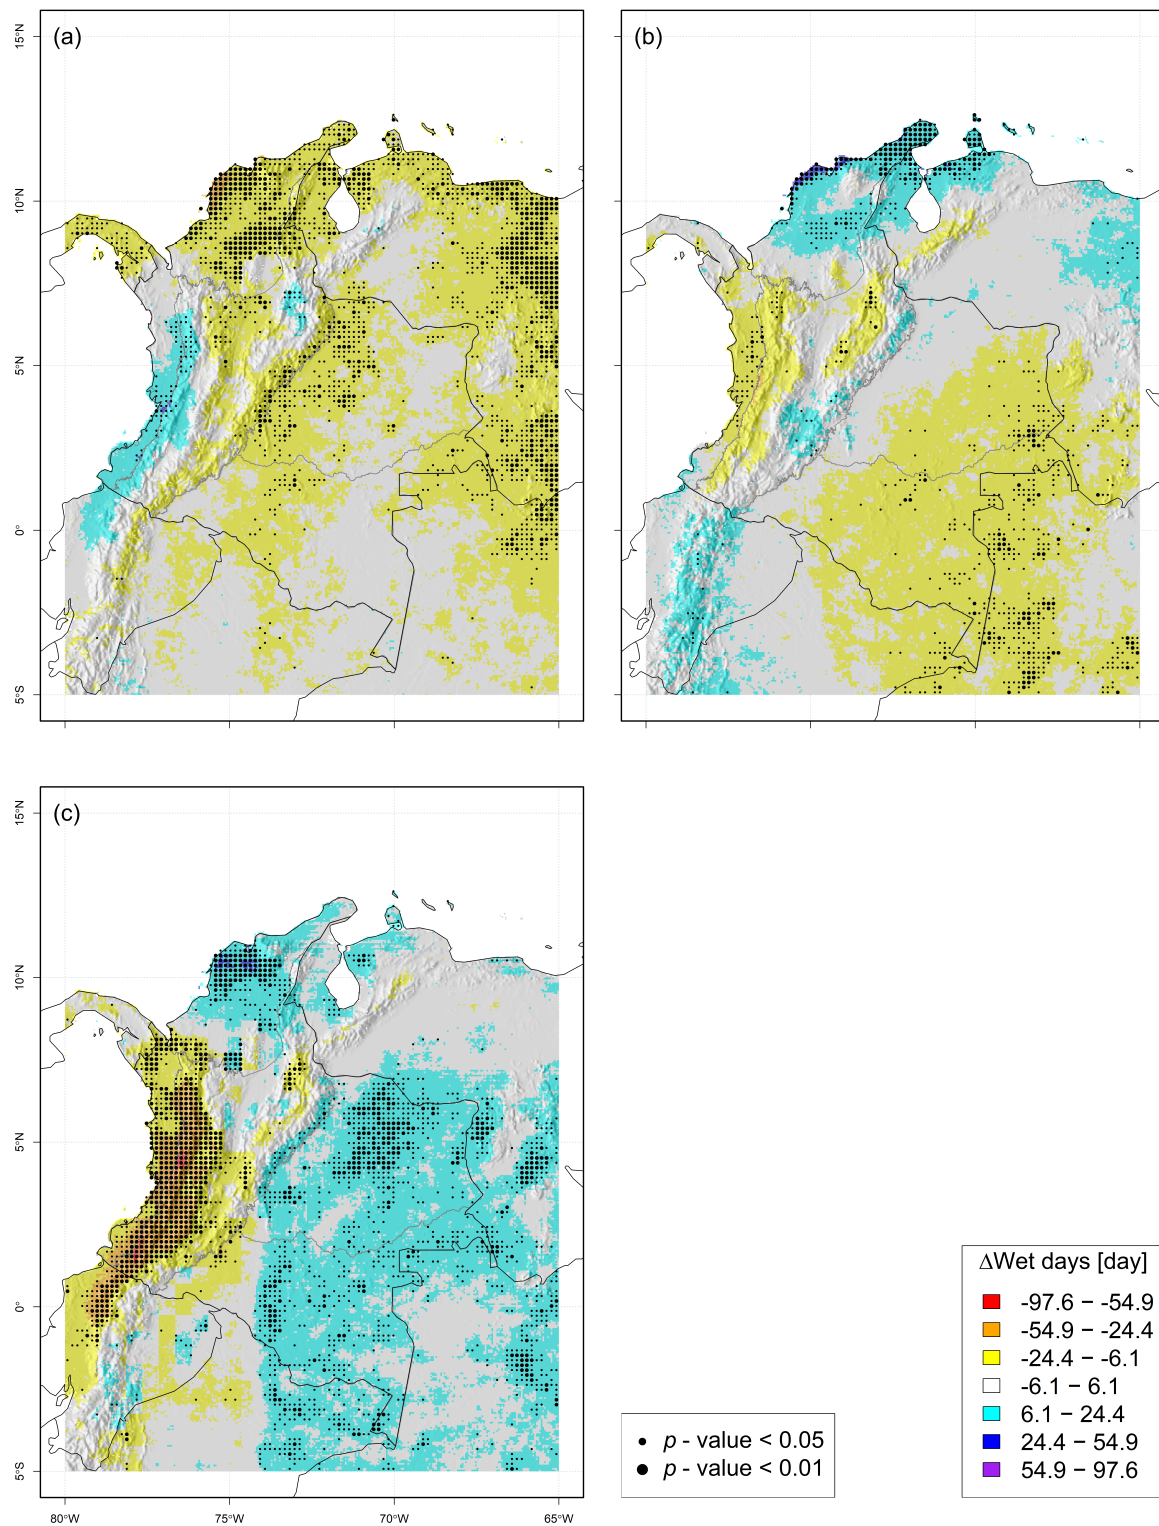 (a)
(b)
15°N
10°N
5°N
0°
5°S
(c)
15°N
10°N
5°N
0°
5°S
80°W
75°W
70°W
65°W
p - value < 0.05
p - value < 0.01
ΔWet days [day]
-97.6 − -54.9
-54.9 − -24.4
-24.4 − -6.1
-6.1 − 6.1
6.1 − 24.4
24.4 − 54.9
54.9 − 97.6